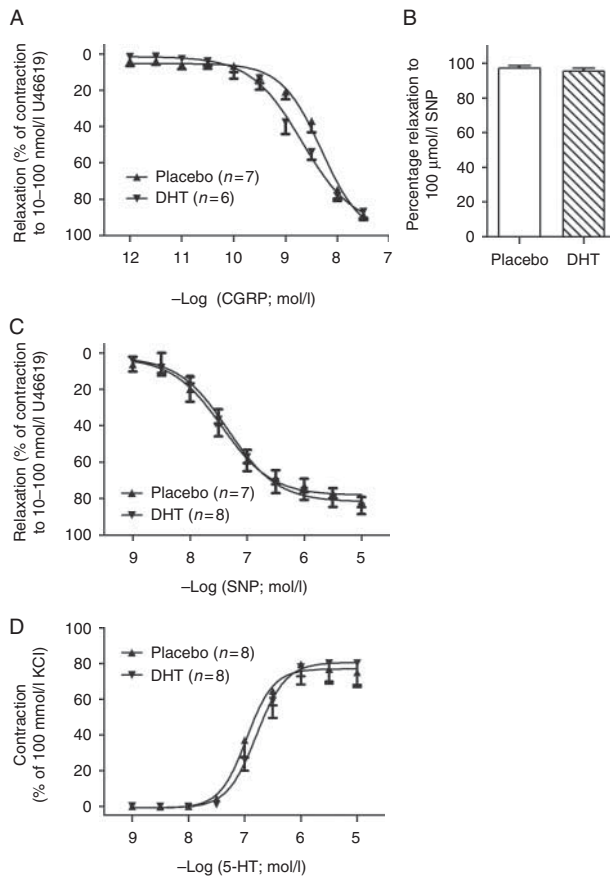 A
Relaxation (% of contraction
to 10–100 nmol/l U46619)
0
20
40
60
80
100
Placebo (n=7)
DHT (n=6)
12 11 10 9 8 7
–Log (CGRP; mol/l)
B
Percentage relaxation to
100 μmol/l SNP
100
80
60
40
20
0
Placebo DHT
C
Relaxation (% of contraction
to 10–100 nmol/l U46619)
0
20
40
60
80
100
Placebo (n=7)
DHT (n=8)
9 8 7 6 5
–Log (SNP; mol/l)
D
Contraction
(% of 100 mmol/l KCl)
100
80
60
40
20
0
Placebo (n=8)
DHT (n=8)
9 8 7 6 5
–Log (5-HT; mol/l)